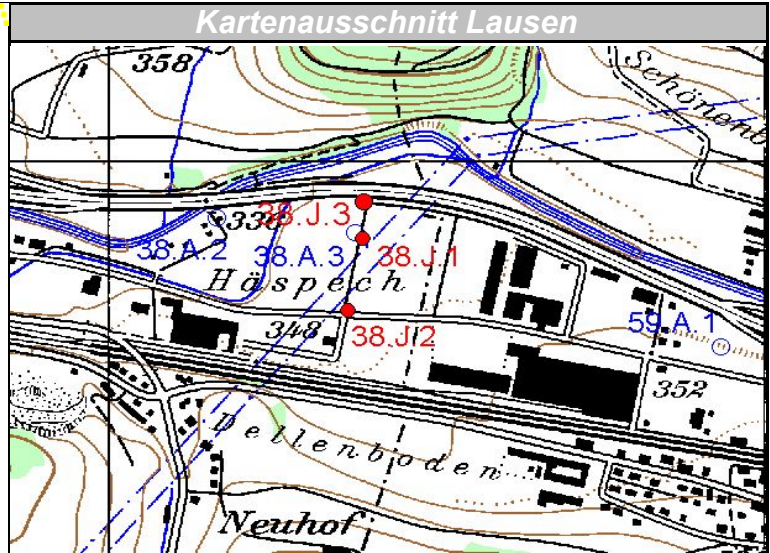 Kartenausschnitt Lausen
358
38.J.3
338
38.A.2
38.A.3
38.J.1
Häspech
348
38.J.2
59.A.1
352
Dellenboden
Neuhof